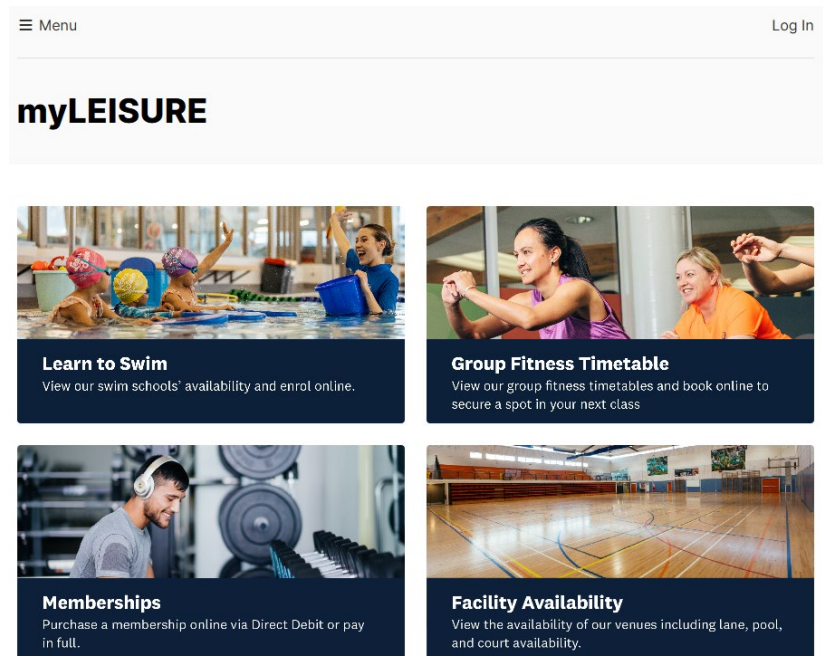 Menu
Log In
myLEISURE
Learn to Swim
View our swim schools' availability and enrol online.
Group Fitness Timetable
View our group fitness timetables and book online to
secure a spot in your next class
Memberships
Purchase a membership online via Direct Debit or pay
in full.
Facility Availability
View the availability of our venues including lane, pool,
and court availability.